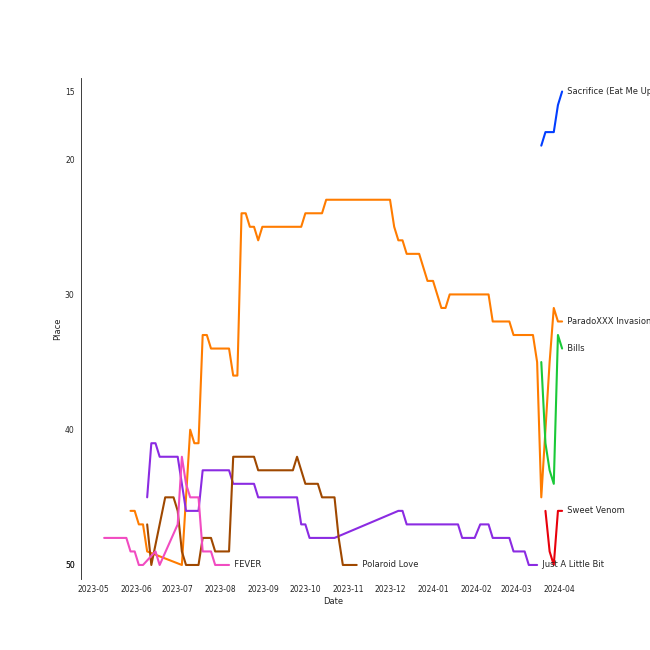 15
Sacrifice (Eat Me Up
20
30
ParadoXXX Invasion
Bills
Place
40
Sweet Venom
50
FEVER
Polaroid Love
Just A Little Bit
2023-05 2023-06 2023-07 2023-08 2023-09 2023-10 2023-11 2023-12 2024-01 2024-02 2024-03 2024-04
Date